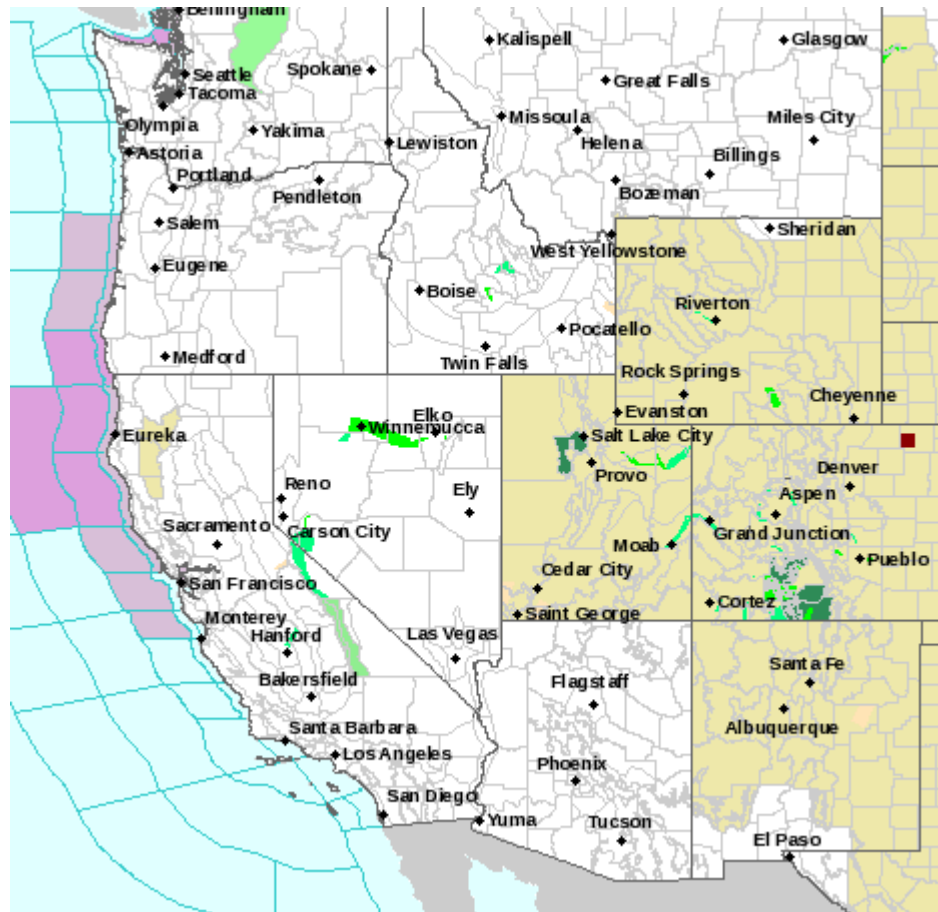 Bellingham
Kalispell
Glasgow
Seattle
Spokane
Great Falls
Tacoma
Missoula
Miles City
Olympia
Yakima
Helena
Astoria
Lewiston
Billings
Portland
Pendleton
Bozeman
Salem
Sheridan
West Yellowstone
Eugene
Boise
Riverton
Pocatello
Medford
Twin Falls
Rock Springs
Cheyenne
Elko
Evanston
Eureka
Winnemucca
Salt Lake City
Denver
Provo
Reno
Ely
Aspen
Sacramento
Carson City
Grand Junction
Moab
Pueblo
San Francisco
Cedar City
Cortez
Monterey
Saint George
Hanford
Las Vegas
Santa Fe
Bakersfield
Flagstaff
Santa Barbara
Albuquerque
Los Angeles
Phoenix
San Diego
Yuma
Tucson
El Paso